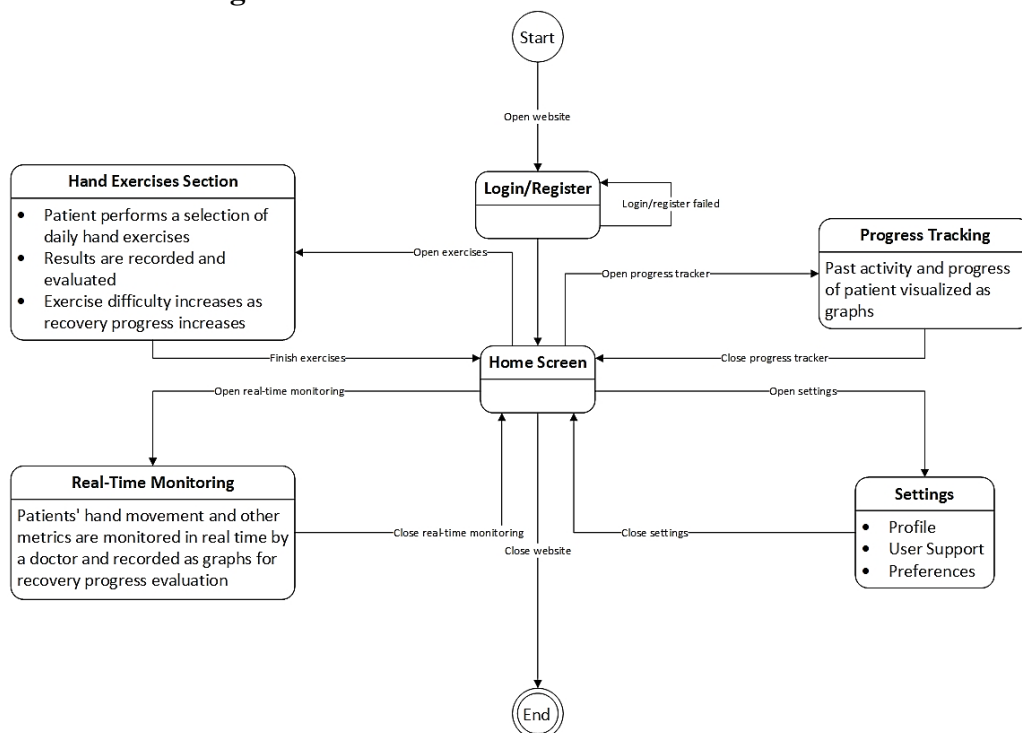 Start
Open website
Login/Register
Login/register failed
Hand Exercises Section
• Patient performs a selection of
daily hand exercises
• Results are recorded and
evaluated
• Exercise difficulty increases as
recovery progress increases
Open exercises
Open progress tracker
Progress Tracking
Past activity and progress
of patient visualized as
graphs
Finish exercises
Home Screen
Close progress tracker
Open real-time monitoring
Open settings
Real-Time Monitoring
Patients' hand movement and other
metrics are monitored in real time by
a doctor and recorded as graphs for
recovery progress evaluation
Close real-time monitoring
Close website
Close settings
Settings
• Profile
• User Support
• Preferences
End